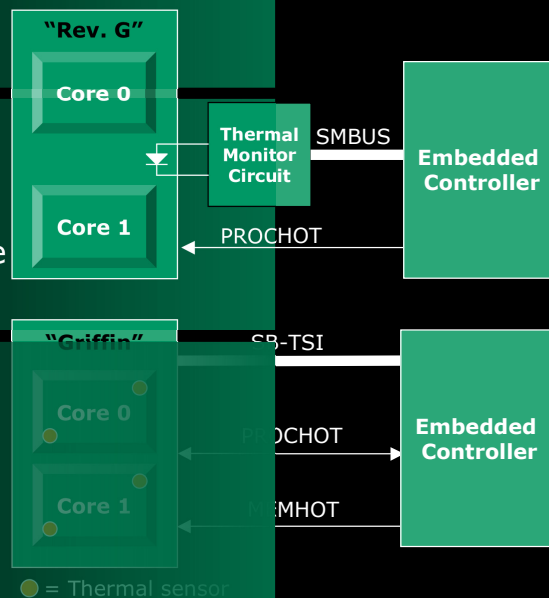 “Rev. G”
Core 0
Thermal
Monitor
Circuit
SMBUS
Embedded
Controller
Core 1
PROCHOT
e
“Griffin”
SB-TSI
Core 0
PROCHOT
Embedded
Controller
Core 1
MEMHOT
= Thermal sensor